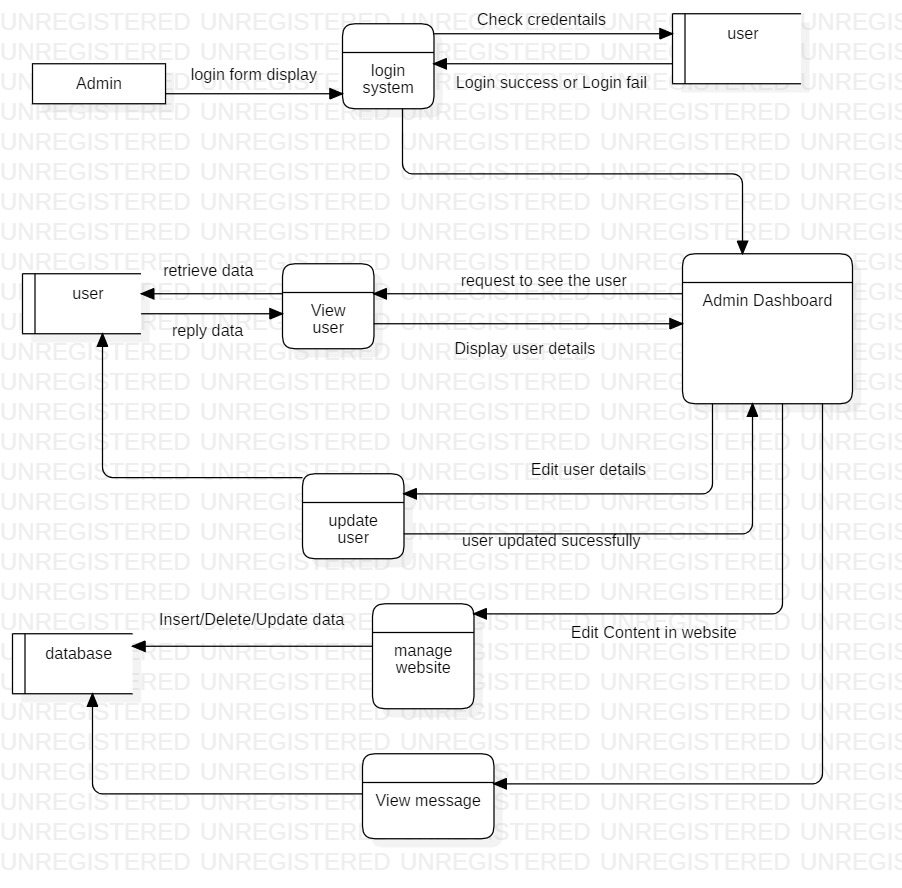 Check credentails
user
login form display
Admin
login
system
Login success or Login fail
retrieve data
user
reply data
View
user
request to see the user
Display user details
Admin Dashboard
Edit user details
update
user
user updated sucessfully
Insert/Delete/Update data
database
manage
website
Edit Content in website
View message
UNREGISTERED